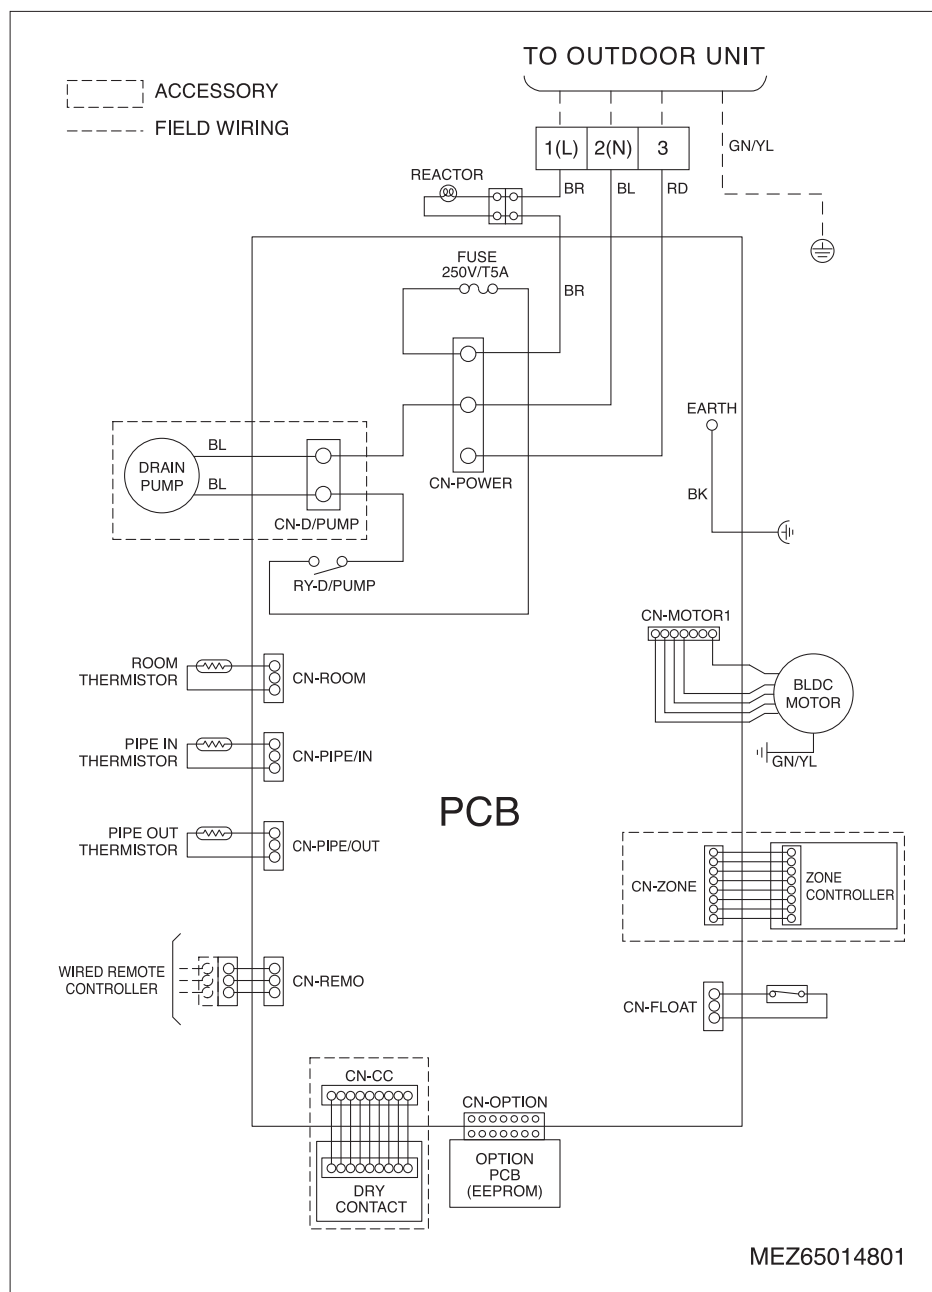 TO OUTDOOR UNIT
ACCESSORY
FIELD WIRING
1(L) 2(N) 3
GN/YL
REACTOR
BR BL RD
FUSE
250V/T5A
BR
EARTH
BL
DRAIN
PUMP
BL
CN-POWER
BK
CN-D/PUMP
RY-D/PUMP
CN-MOTOR1
ROOM
THERMISTOR
CN-ROOM
BLDC
MOTOR
PIPE IN
THERMISTOR
CN-PIPE/IN
GN/YL
PCB
PIPE OUT
THERMISTOR
CN-PIPE/OUT
CN-ZONE
ZONE
CONTROLLER
WIRED REMOTE
CONTROLLER
CN-REMO
CN-FLOAT
CN-CC
CN-OPTION
OPTION
PCB
(EEPROM)
DRY
CONTACT
MEZ65014801